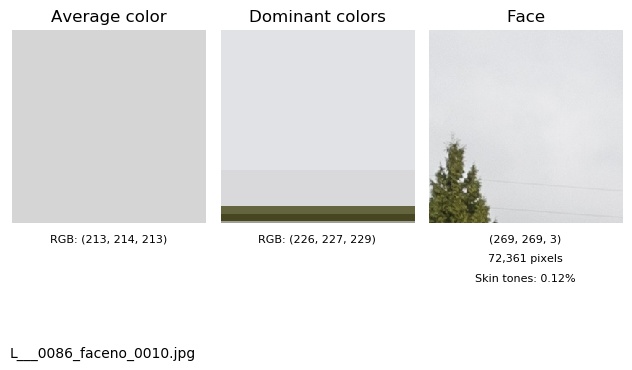 Average color
Dominant colors
Face
RGB: (213, 214, 213)
RGB: (226, 227, 229)
(269, 269, 3)
72,361 pixels
Skin tones: 0.12%
L___0086_faceno_0010.jpg